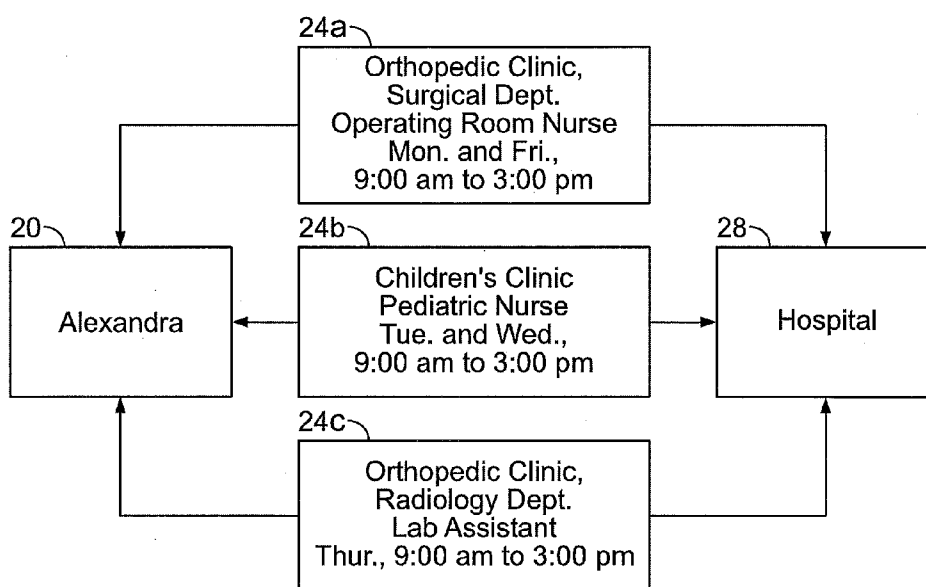 24a
Orthopedic Clinic,
Surgical Dept.
Operating Room Nurse
Mon. and Fri.,
9:00 am to 3:00 pm
20
Alexandra
24b
Children's Clinic
Pediatric Nurse
Tue. and Wed.,
9:00 am to 3:00 pm
28
Hospital
24c
Orthopedic Clinic,
Radiology Dept.
Lab Assistant
Thur., 9:00 am to 3:00 pm